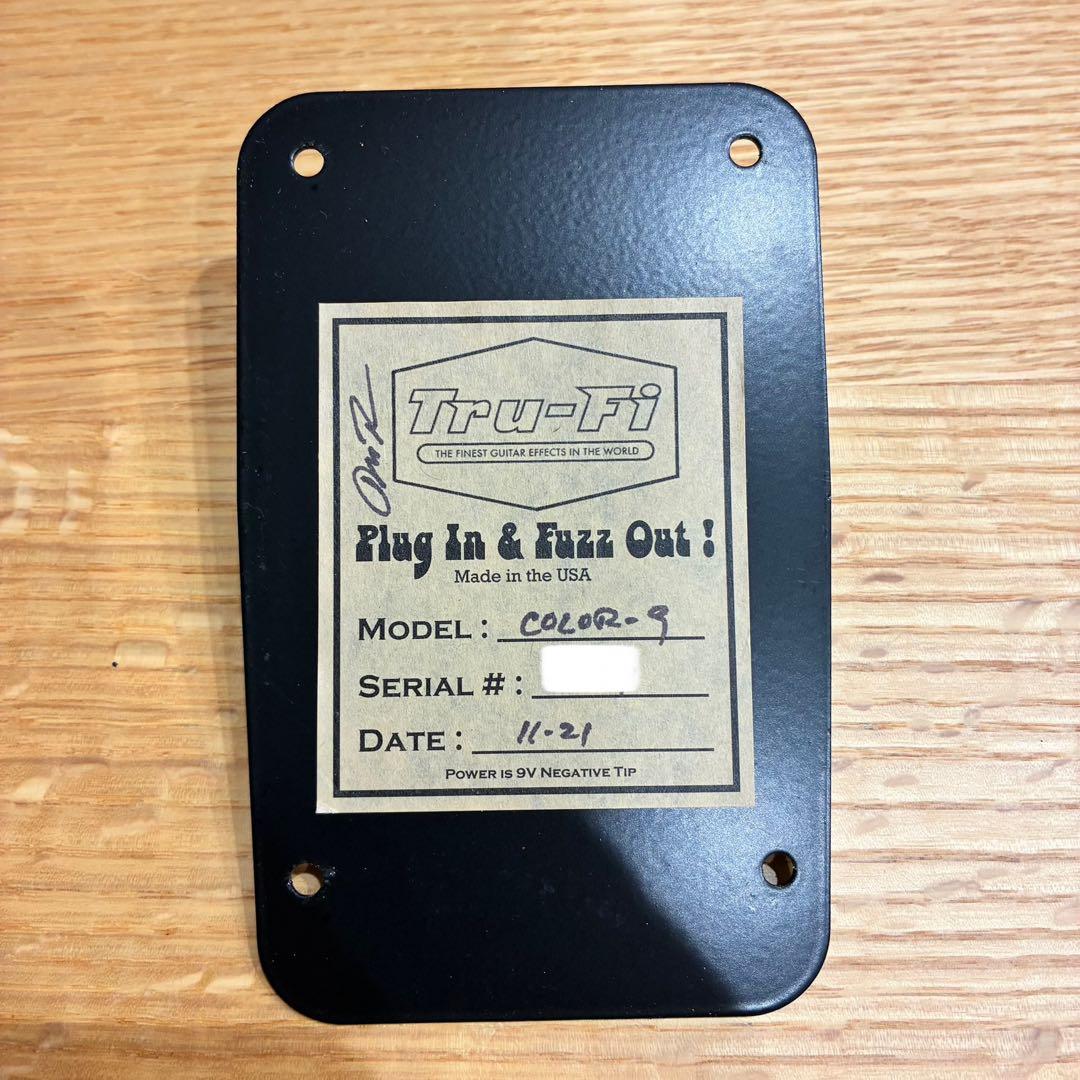 Tru-Fi
THE FINEST GUITAR EFFECTS IN THE WORLD
Plug In & Fuzz Out !
Made in the USA
MODEL : COLOR-9
SERIAL # :
DATE : 11-21
POWER IS 9V NEGATIVE TIP